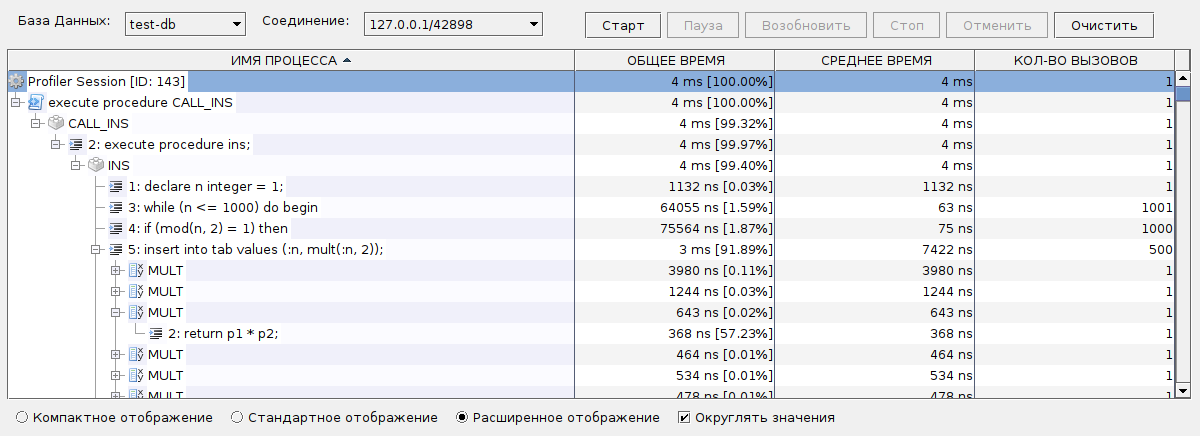 База Данных: test-db Соединение: 127.0.0.1/42898 Старт Пауза Возобновить Стоп Отменить Очистить
ИМЯ ПРОЦЕССА ОБЩЕЕ ВРЕМЯ СРЕДНЕЕ ВРЕМЯ КОЛ-ВО ВЫЗОВОВ
Profiler Session [ID: 143] 4 ms [100.00%] 4 ms 1
execute procedure CALL_INS 4 ms [100.00%] 4 ms 1
CALL_INS 4 ms [99.32%] 4 ms 1
2: execute procedure ins; 4 ms [99.97%] 4 ms 1
INS 4 ms [99.40%] 4 ms 1
1: declare n integer = 1; 1132 ns [0.03%] 1132 ns 1
3: while (n <= 1000) do begin 64055 ns [1.59%] 63 ns 1001
4: if (mod(n, 2) = 1) then 75564 ns [1.87%] 75 ns 1000
5: insert into tab values (:n, mult(:n, 2)); 3 ms [91.89%] 7422 ns 500
MULT 3980 ns [0.11%] 3980 ns 1
MULT 1244 ns [0.03%] 1244 ns 1
MULT 643 ns [0.02%] 643 ns 1
2: return p1 * p2; 368 ns [57.23%] 368 ns 1
MULT 464 ns [0.01%] 464 ns 1
MULT 534 ns [0.01%] 534 ns 1
MULT 478 ns [0.01%] 478 ns 1
Компактное отображение Стандартное отображение Расширенное отображение Округлять значения